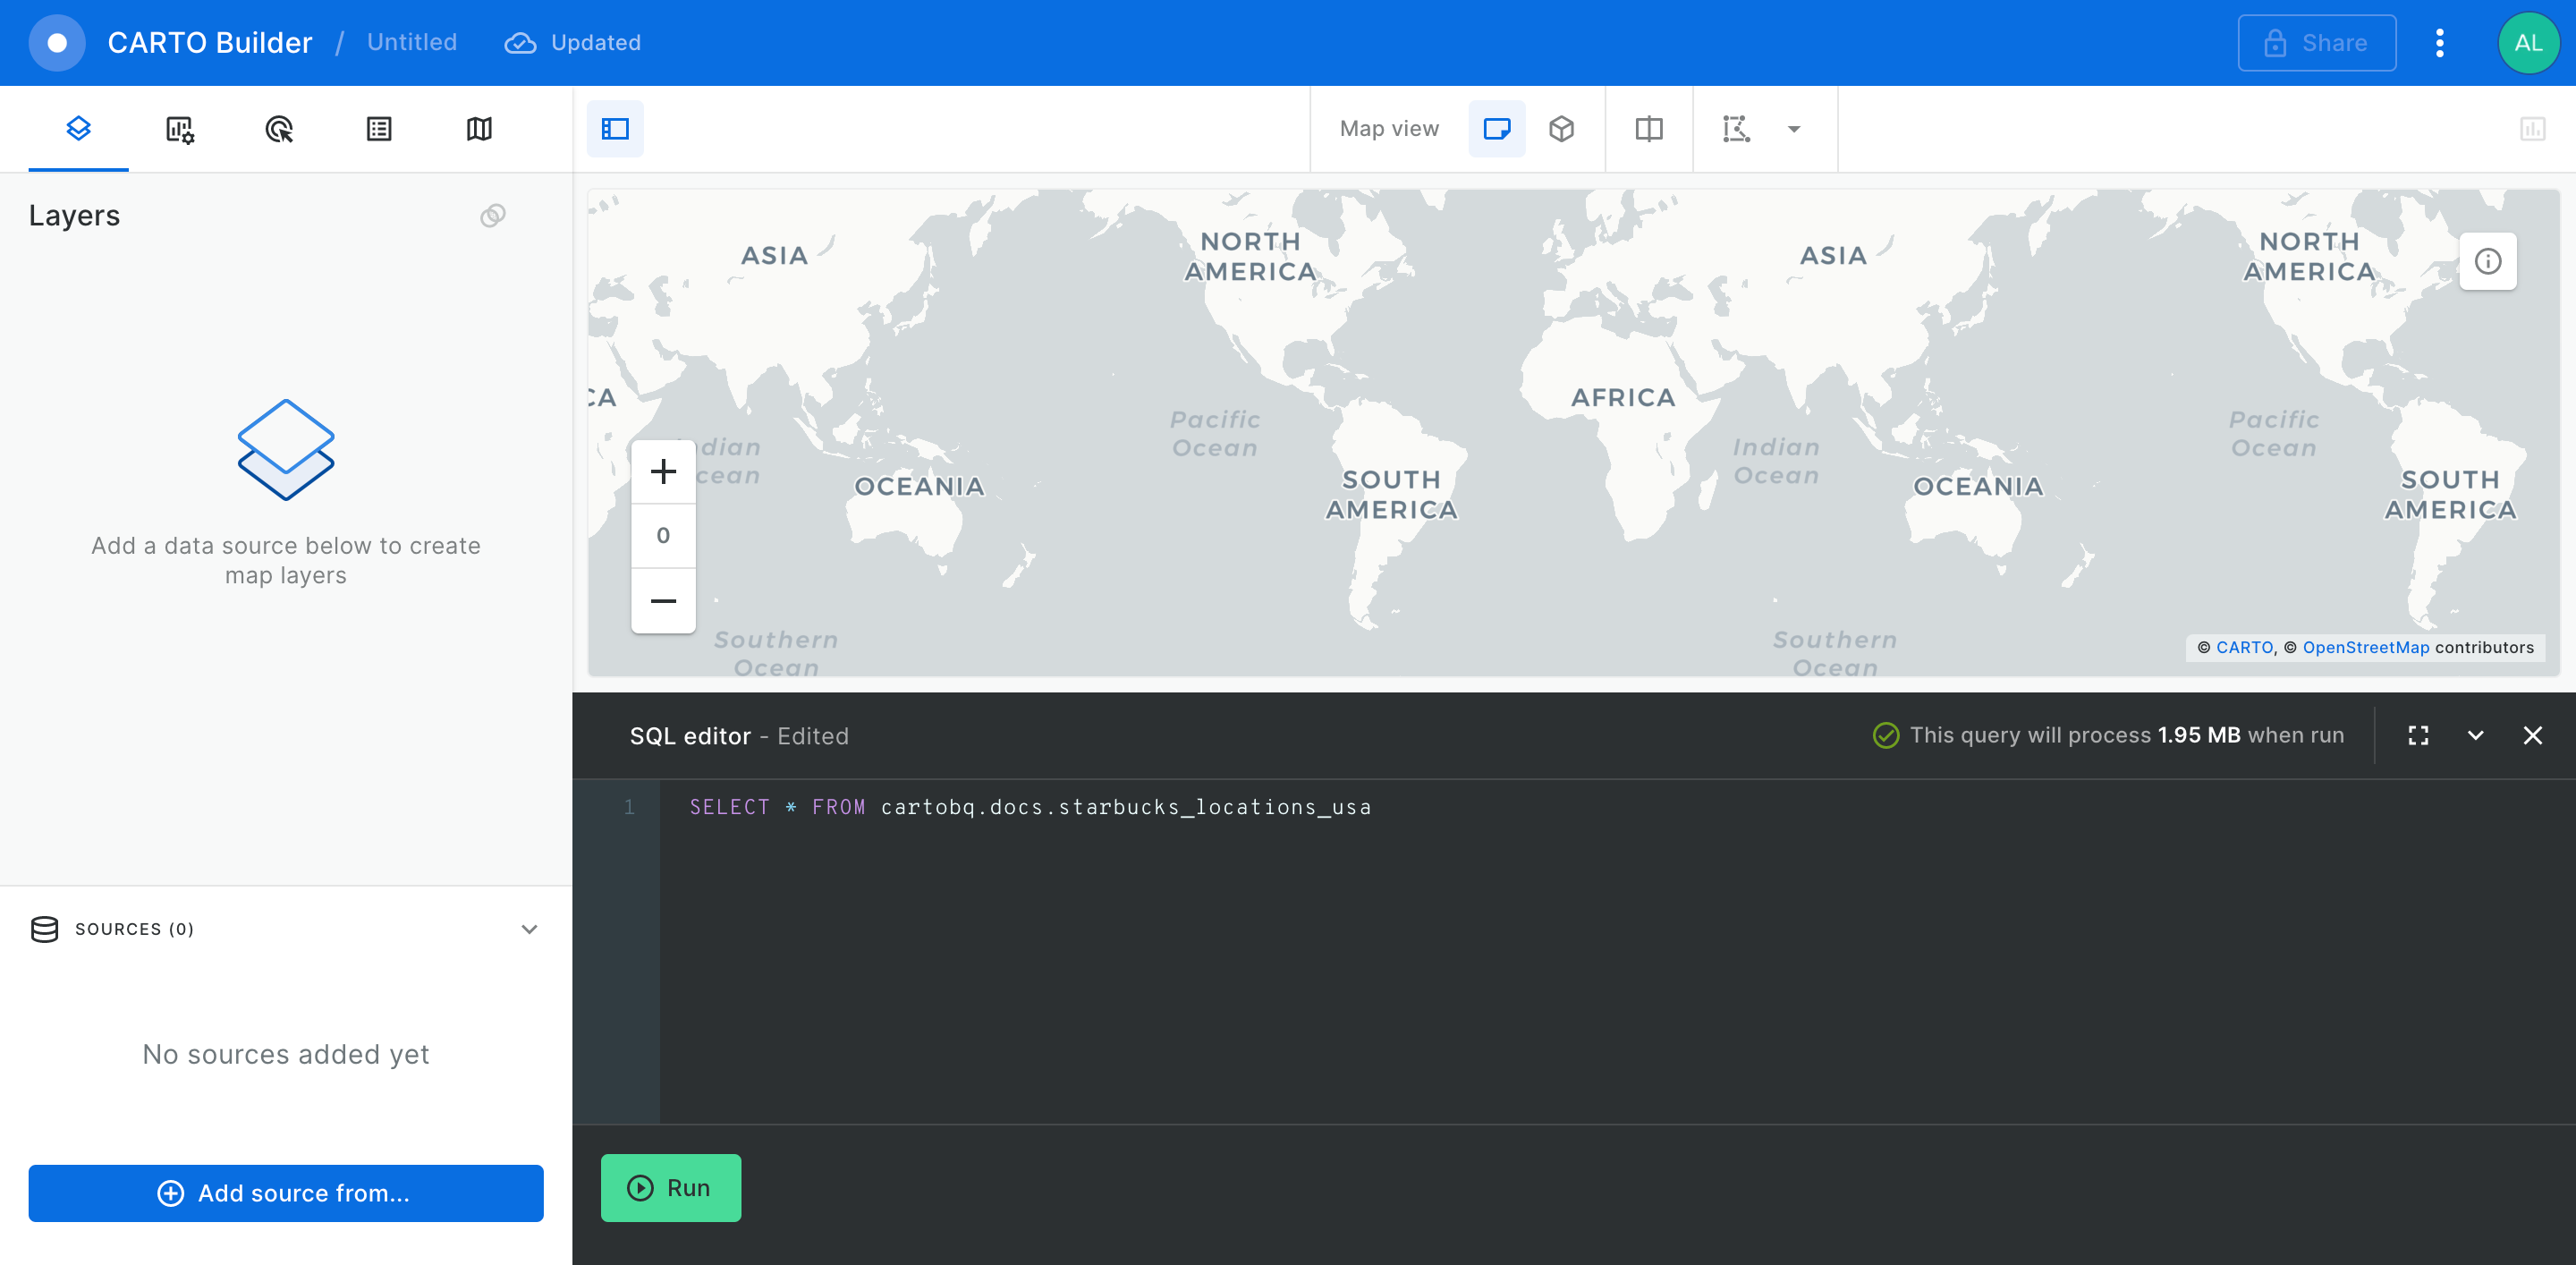 CARTO Builder / Untitled Updated
Share
AL
Map view
Layers
Add a data source below to create
map layers
SOURCES (0)
No sources added yet
Add source from...
ASIA
NORTH
AMERICA
ASIA
NORTH
AMERICA
CA
AFRICA
Pacific
Ocean
Pacific
Ocean
dian
cean
Indian
Ocean
OCEANIA
SOUTH
AMERICA
OCEANIA
SOUTH
AMERICA
0
Southern
Ocean
Southern
Ocean
© CARTO, © OpenStreetMap contributors
SQL editor - Edited
This query will process 1.95 MB when run
1 SELECT * FROM cartobq.docs.starbucks_locations_usa
Run